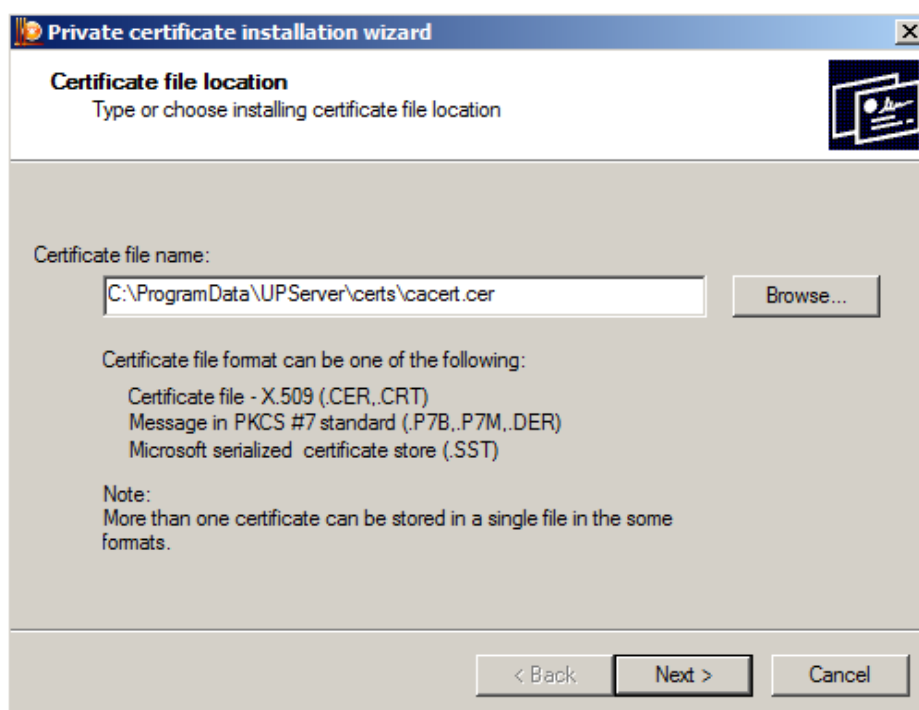 Private certificate installation wizard
Certificate file location
Type or choose installing certificate file location
Certificate file name:
C:\ProgramData\UPServer\certs\cacert.cer
Browse...
Certificate file format can be one of the following:
Certificate file - X.509 (.CER,.CRT)
Message in PKCS #7 standard (.P7B,.P7M,.DER)
Microsoft serialized certificate store (.SST)
Note:
More than one certificate can be stored in a single file in the some
formats.
< Back
Next >
Cancel